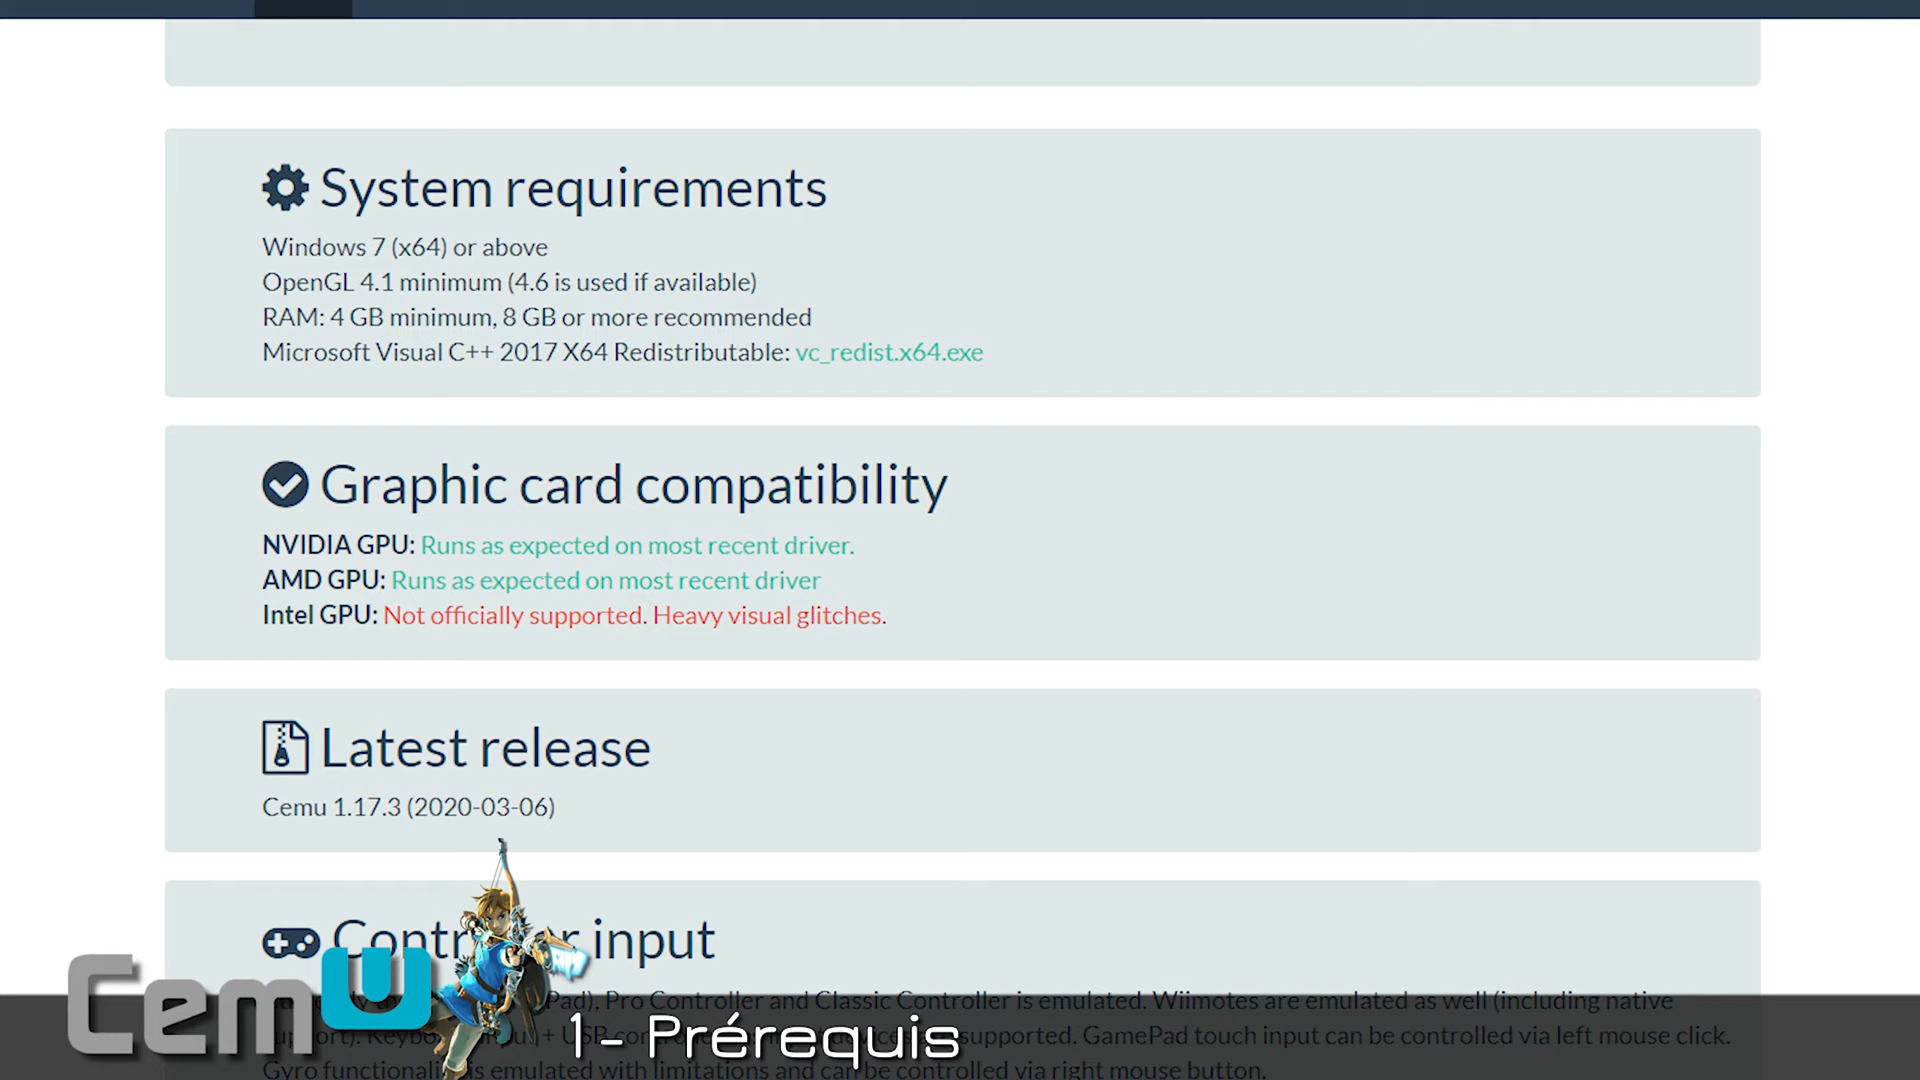 System requirements
Windows 7 (x64) or above
OpenGL 4.1 minimum (4.6 is used if available)
RAM: 4 GB minimum, 8 GB or more recommended
Microsoft Visual C++ 2017 X64 Redistributable: vc_redist.x64.exe
Graphic card compatibility
NVIDIA GPU: Runs as expected on most recent driver.
AMD GPU: Runs as expected on most recent driver
Intel GPU: Not officially supported. Heavy visual glitches.
Latest release
Cemu 1.17.3 (2020-03-06)
Controller input
Pad), Pro Controller and Classic Controller is emulated. Wiimotes are emulated as well (including native
supported. GamePad touch input can be controlled via left mouse click.
Gyro functionality is emulated with limitations and can be controlled via right mouse button.
Cemu
1- Prérequis